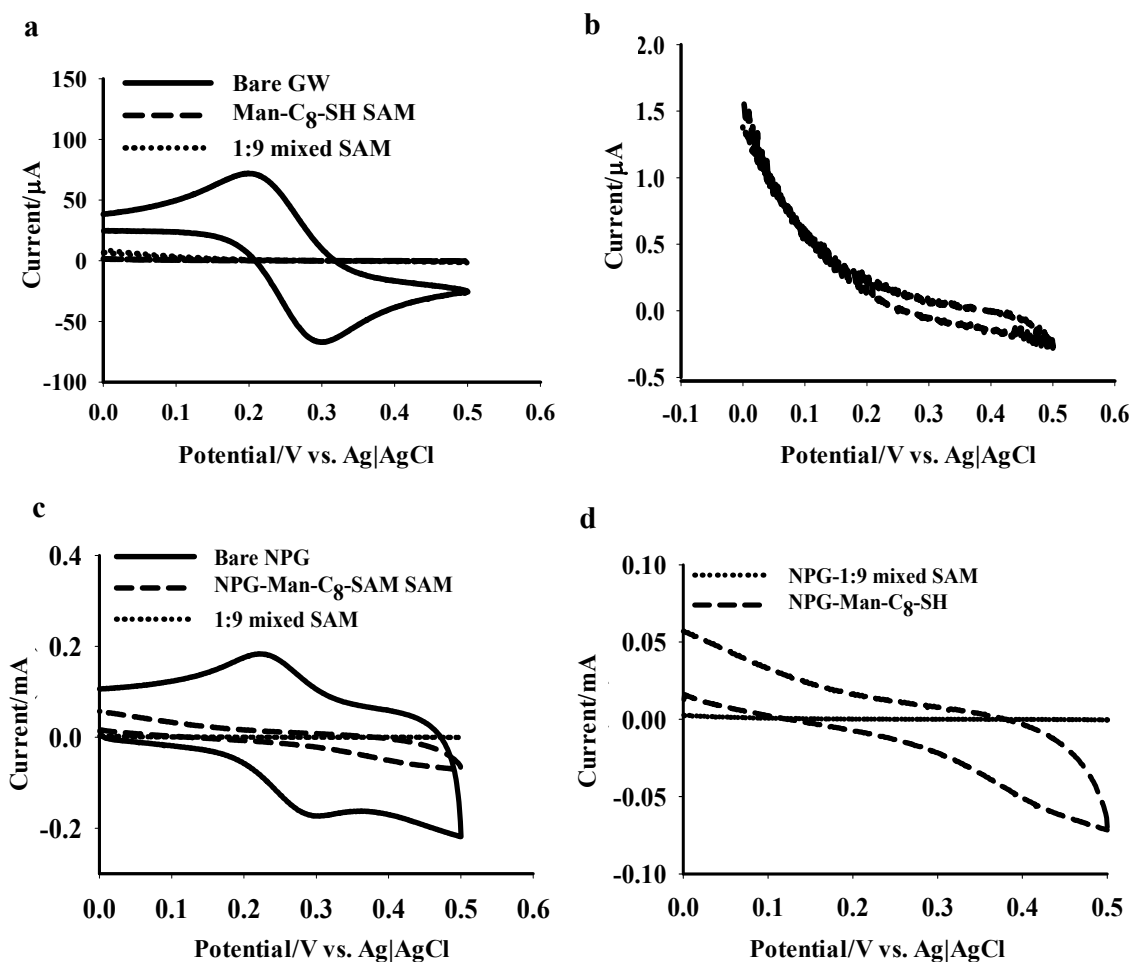 a
150
100
50
0
-50
-100
Current/µA
Bare GW
Man-C8-SH SAM
1:9 mixed SAM
0.0 0.1 0.2 0.3 0.4 0.5 0.6
Potential/V vs. Ag|AgCl
b
2.0
1.5
1.0
0.5
0.0
-0.5
Current/µA
-0.1 0.0 0.1 0.2 0.3 0.4 0.5 0.6
Potential/V vs. Ag|AgCl
c
0.4
0.2
0.0
-0.2
Current/mA
Bare NPG
NPG-Man-C8-SAM SAM
1:9 mixed SAM
0.0 0.1 0.2 0.3 0.4 0.5 0.6
Potential/V vs. Ag|AgCl
d
0.10
0.05
0.00
-0.05
-0.10
Current/mA
NPG-1:9 mixed SAM
NPG-Man-C8-SH
0.0 0.1 0.2 0.3 0.4 0.5
Potential/V vs. Ag|AgCl